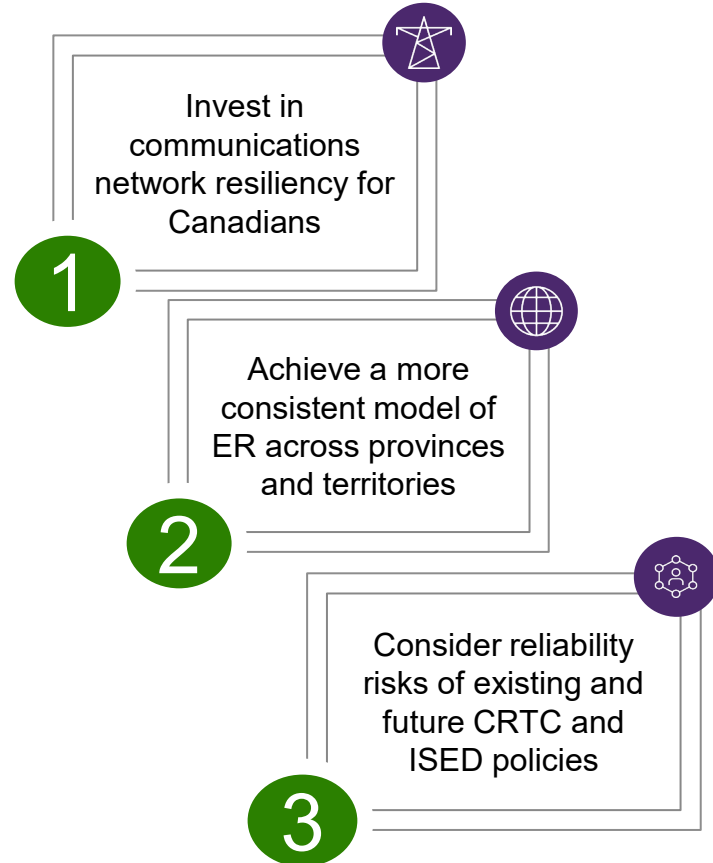 Invest in
communications
network resiliency for
Canadians
1
Achieve a more
consistent model of
ER across provinces
and territories
2
Consider reliability
risks of existing and
future CRTC and
ISED policies
3